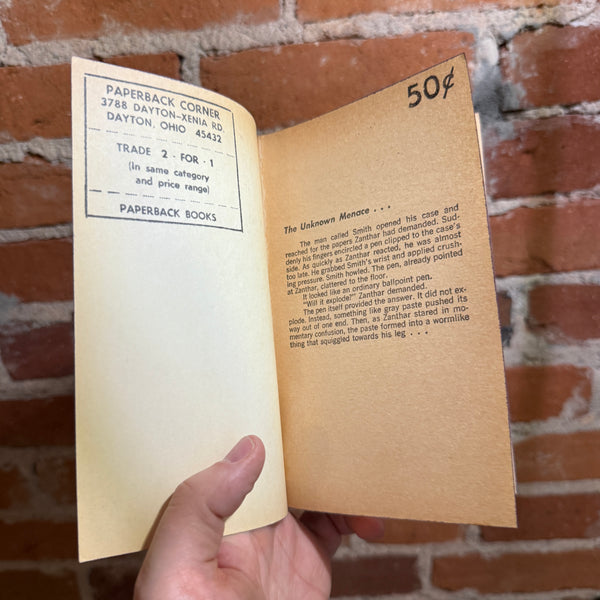 PAPERBACK CORNER
3788 DAYTON-XENIA RD.
DAYTON, OHIO 45432
TRADE 2 - FOR - 1
(In same category
and price range)
PAPERBACK BOOKS
50¢
The Unknown Menace . . .
The man called Smith opened his case and
reached for the papers Zanthar had demanded. Sud-
denly his fingers encircled a pen clipped to the case's
side. As quickly as Zanthar reacted, he was almost
too late. He grabbed Smith's wrist and applied crush-
ing pressure. Smith howled. The pen, already pointed
at Zanthar, clattered to the floor.
It looked like an ordinary ballpoint pen.
"Will it explode?" Zanthar demanded.
The pen itself provided the answer. It did not ex-
plode. Instead, something like gray paste pushed its
way out of one end. Then, as Zanthar stared in mo-
mentary confusion, the paste formed into a wormlike
thing that squiggled towards his leg . . .